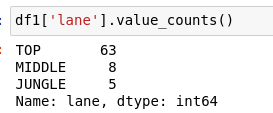 df1['lane'].value_counts()
TOP       63
MIDDLE     8
JUNGLE     5
Name: lane, dtype: int64